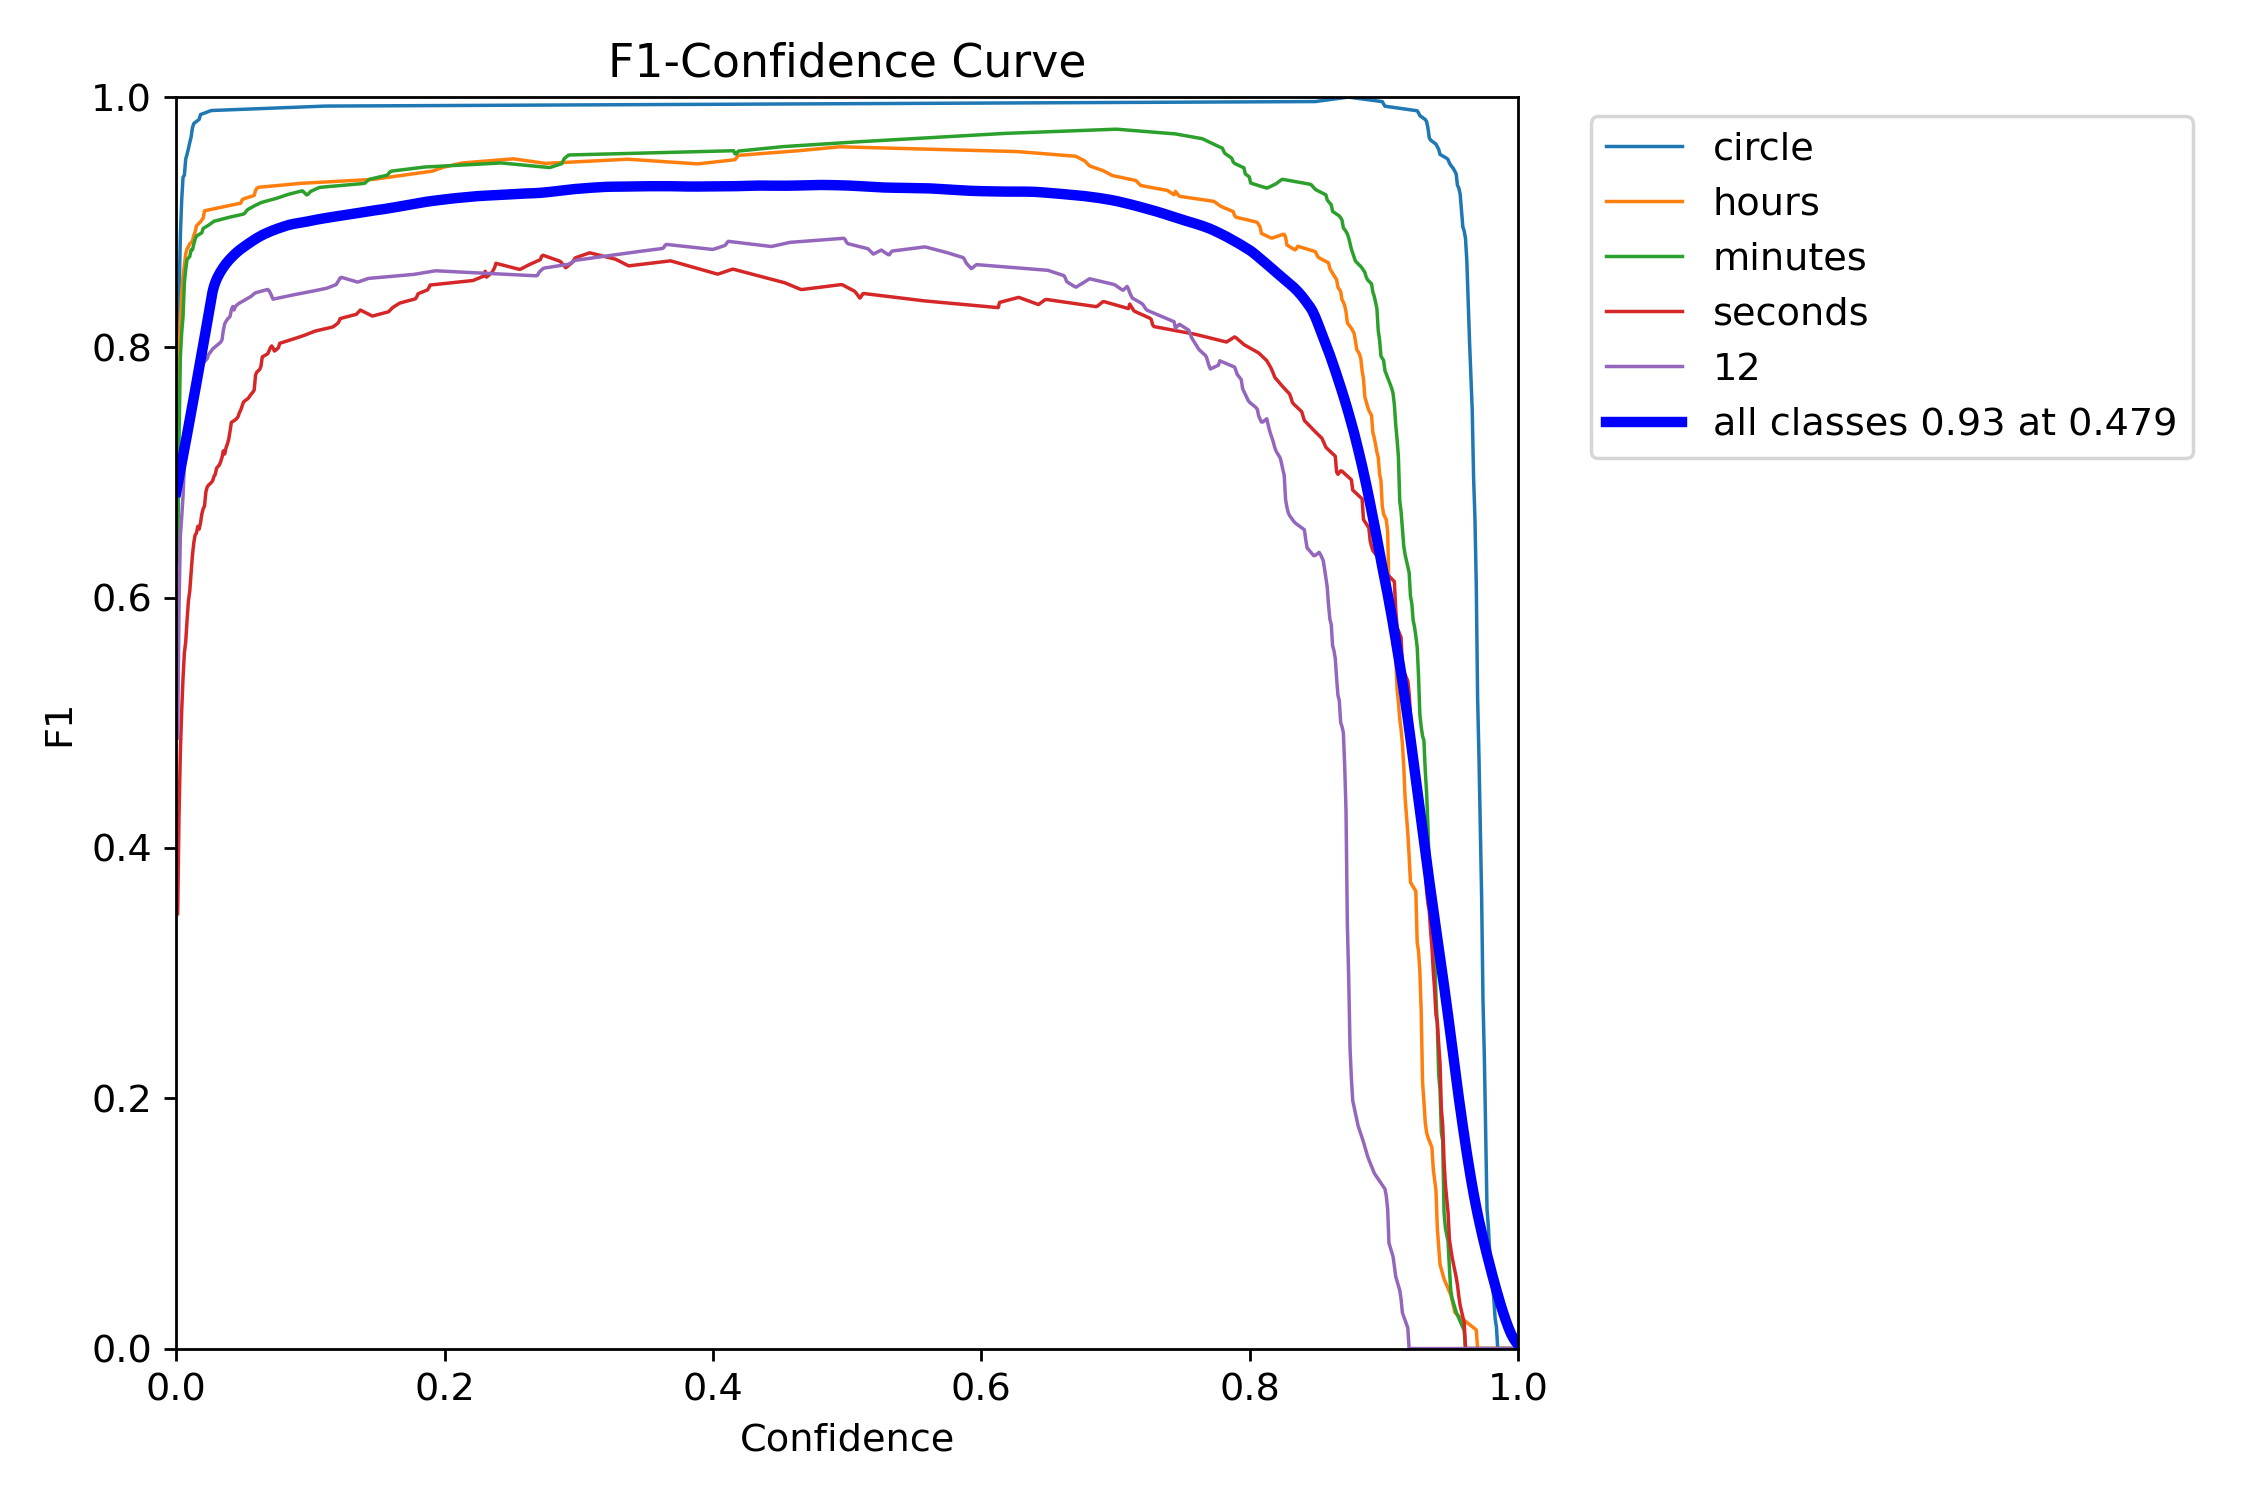 F1-Confidence Curve
1.0
0.8
0.6
0.4
0.2
0.0
F1
0.0 0.2 0.4 0.6 0.8 1.0
Confidence
circle
hours
minutes
seconds
12
all classes 0.93 at 0.479